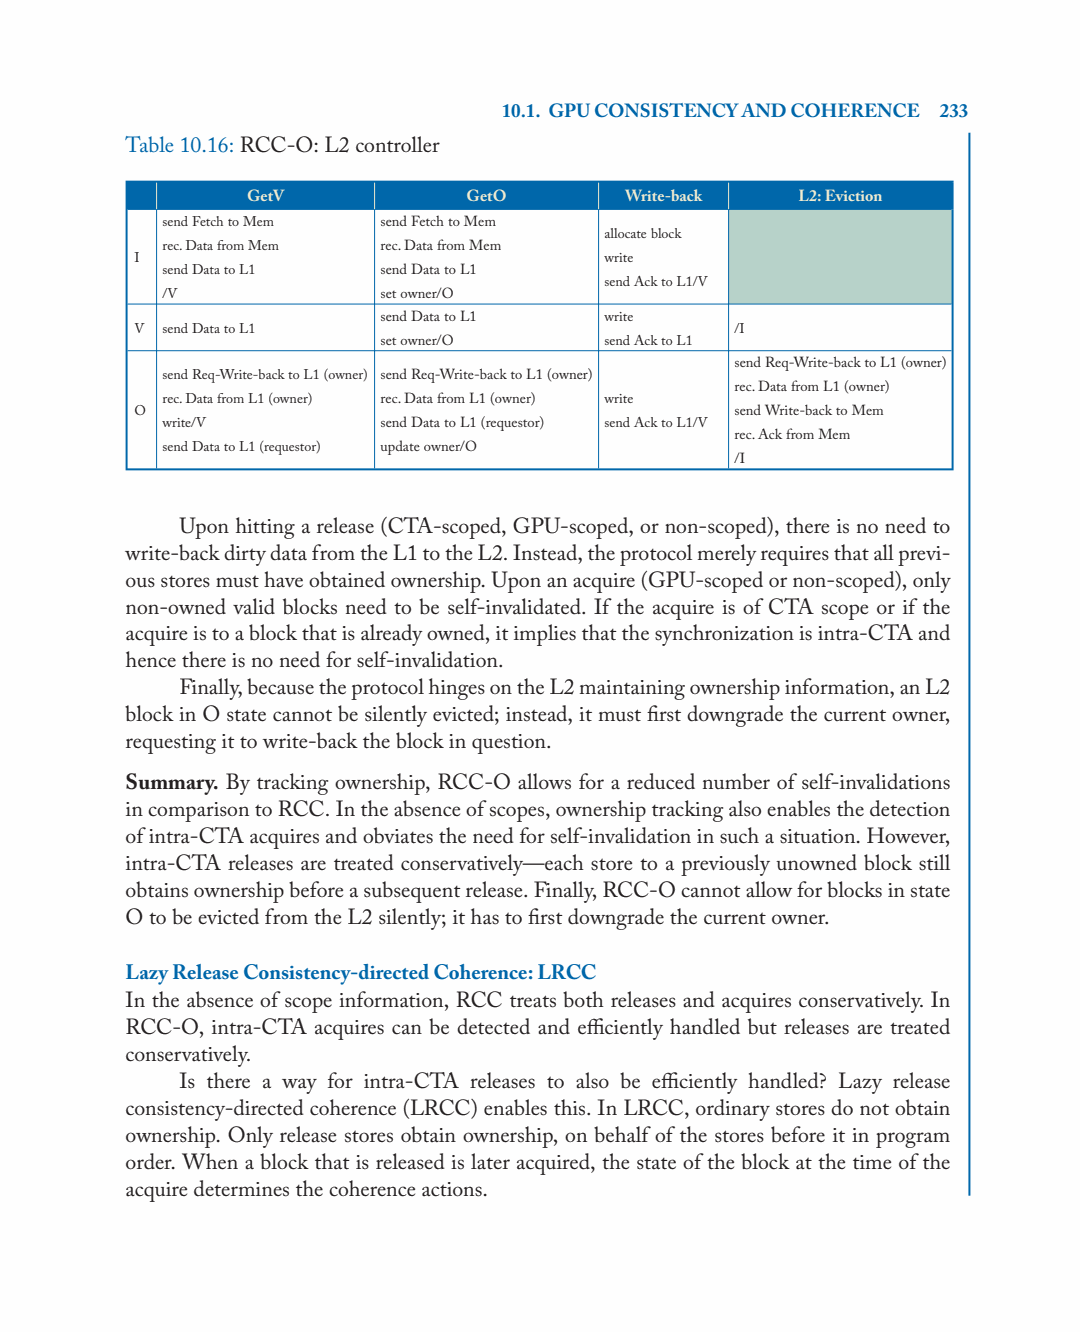 10.1. GPU CONSISTENCY AND COHERENCE 233
Table 10.16: RCC-O: L2 controller
GetV GetO Write-back L2: Eviction
I
send Fetch to Mem
rec. Data from Mem
send Data to L1
/V
send Fetch to Mem
rec. Data from Mem
send Data to L1
set owner/O
allocate block
write
send Ack to L1/V
V
send Data to L1
send Data to L1
set owner/O
write
send Ack to L1
/I
O
send Req-Write-back to L1 (owner)
rec. Data from L1 (owner)
write/V
send Data to L1 (requestor)
send Req-Write-back to L1 (owner)
rec. Data from L1 (owner)
send Data to L1 (requestor)
update owner/O
write
send Ack to L1/V
send Req-Write-back to L1 (owner)
rec. Data from L1 (owner)
send Write-back to Mem
rec. Ack from Mem
/I
Upon hitting a release (CTA-scoped, GPU-scoped, or non-scoped), there is no need to
write-back dirty data from the L1 to the L2. Instead, the protocol merely requires that all previ-
ous stores must have obtained ownership. Upon an acquire (GPU-scoped or non-scoped), only
non-owned valid blocks need to be self-invalidated. If the acquire is of CTA scope or if the
acquire is to a block that is already owned, it implies that the synchronization is intra-CTA and
hence there is no need for self-invalidation.
Finally, because the protocol hinges on the L2 maintaining ownership information, an L2
block in O state cannot be silently evicted; instead, it must first downgrade the current owner,
requesting it to write-back the block in question.
Summary. By tracking ownership, RCC-O allows for a reduced number of self-invalidations
in comparison to RCC. In the absence of scopes, ownership tracking also enables the detection
of intra-CTA acquires and obviates the need for self-invalidation in such a situation. However,
intra-CTA releases are treated conservatively—each store to a previously unowned block still
obtains ownership before a subsequent release. Finally, RCC-O cannot allow for blocks in state
O to be evicted from the L2 silently; it has to first downgrade the current owner.
Lazy Release Consistency-directed Coherence: LRCC
In the absence of scope information, RCC treats both releases and acquires conservatively. In
RCC-O, intra-CTA acquires can be detected and efficiently handled but releases are treated
conservatively.
Is there a way for intra-CTA releases to also be efficiently handled? Lazy release
consistency-directed coherence (LRCC) enables this. In LRCC, ordinary stores do not obtain
ownership. Only release stores obtain ownership, on behalf of the stores before it in program
order. When a block that is released is later acquired, the state of the block at the time of the
acquire determines the coherence actions.